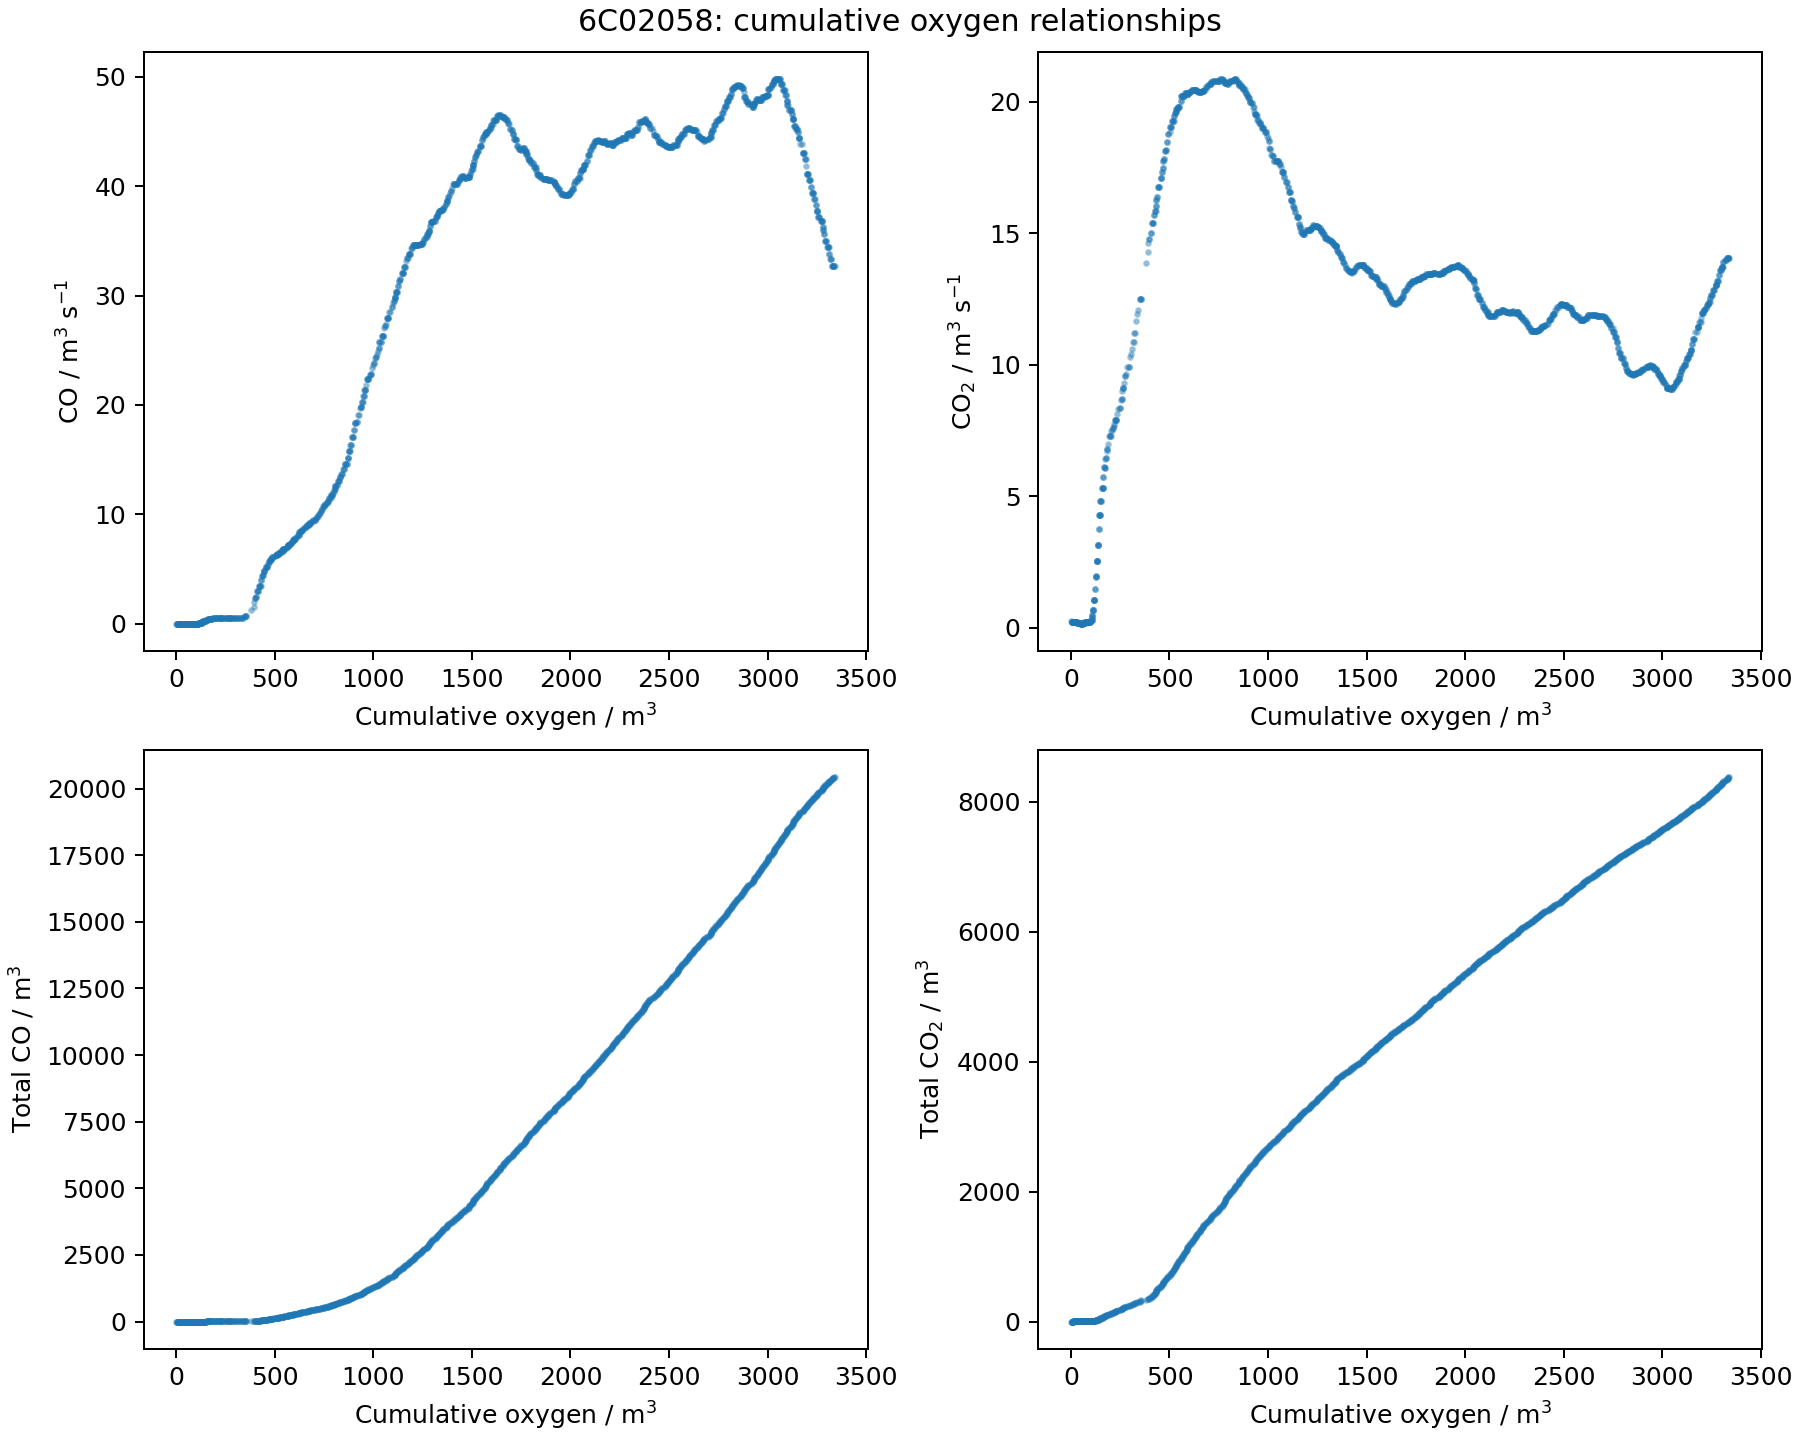 6C02058: cumulative oxygen relationships
50
40
30
20
10
0
CO / m³ s⁻¹
0 500 1000 1500 2000 2500 3000 3500
Cumulative oxygen / m³
20
15
10
5
0
CO₂ / m³ s⁻¹
0 500 1000 1500 2000 2500 3000 3500
Cumulative oxygen / m³
20000
17500
15000
12500
10000
7500
5000
2500
0
Total CO / m³
0 500 1000 1500 2000 2500 3000 3500
Cumulative oxygen / m³
8000
6000
4000
2000
0
Total CO₂ / m³
0 500 1000 1500 2000 2500 3000 3500
Cumulative oxygen / m³